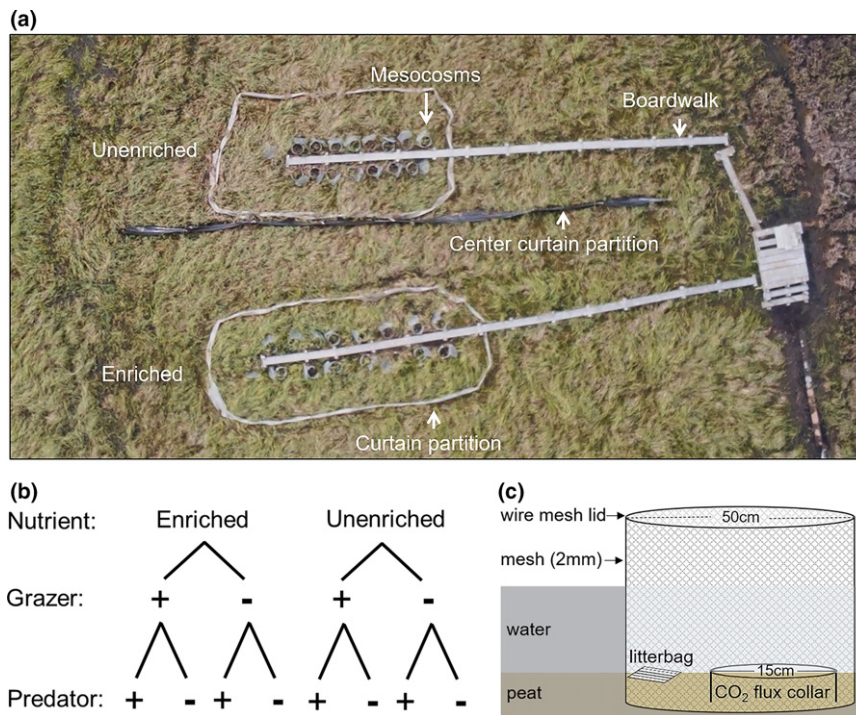 (a)
Mesocosms
Boardwalk
Unenriched
Center curtain partition
Enriched
Curtain partition
(b)
Nutrient: Enriched Unenriched
Grazer: + - + -
Predator: + - + - + - + -
(c)
wire mesh lid
50cm
mesh (2mm)
water
litterbag
15cm
peat
CO₂ flux collar